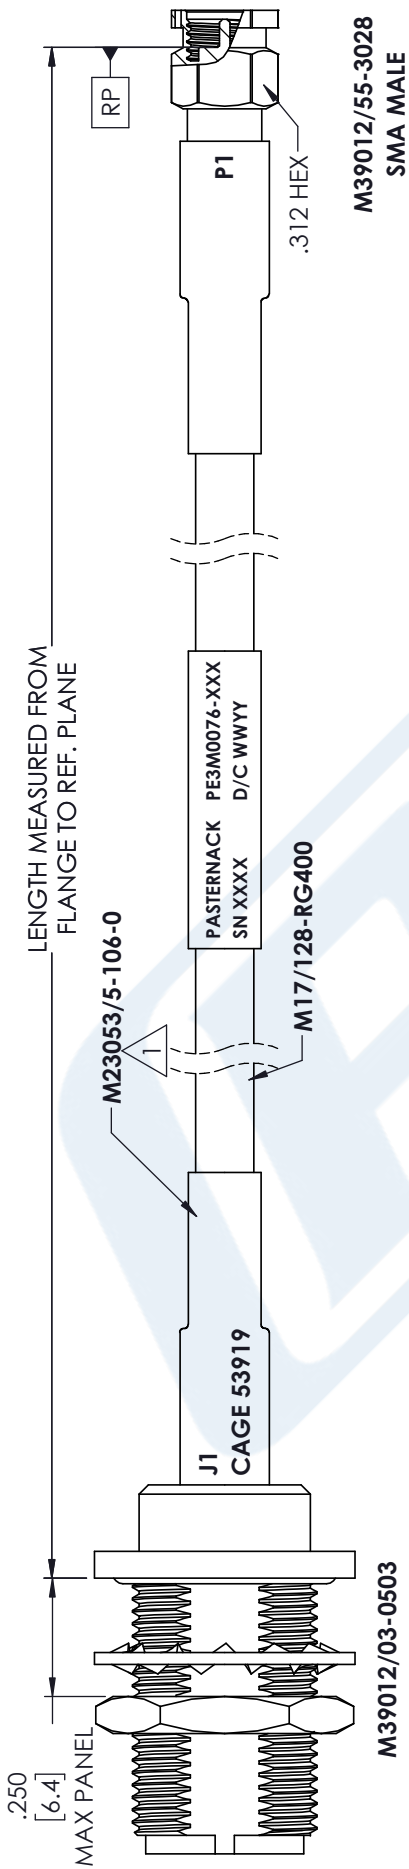 .250
[6.4]
MAX PANEL
LENGTH MEASURED FROM
FLANGE TO REF. PLANE
RP
M23053/5-106-0
1
J1
CAGE 53919
PASTERNACK PE3M0076-XXX
SN XXXX D/C WWYY
P1
M17/128-RG400
.312 HEX
M39012/03-0503
M39012/55-3028
SMA MALE